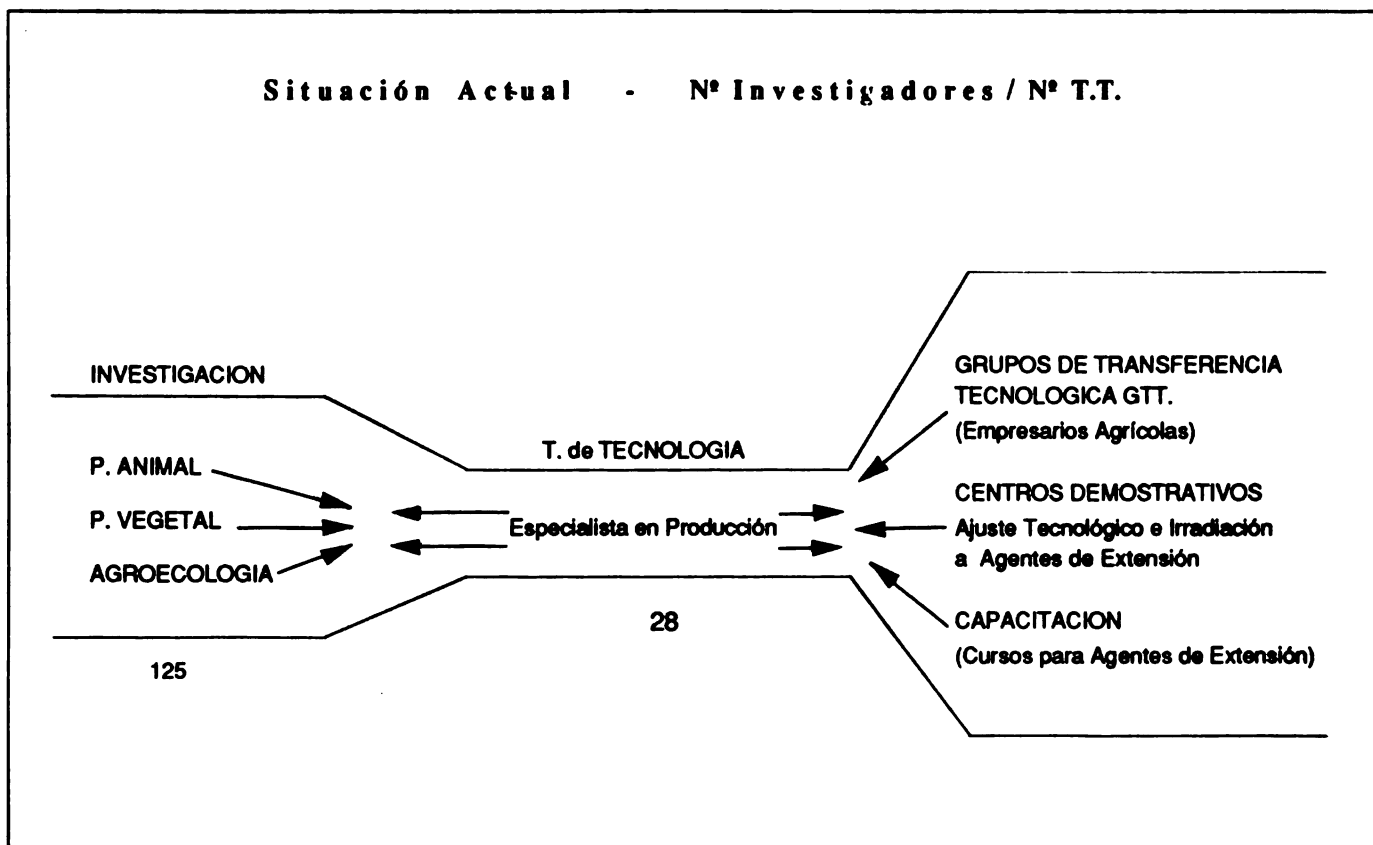 Situación Actual - Nº Investigadores / Nº T.T.
INVESTIGACION
P. ANIMAL
P. VEGETAL
AGROECOLOGIA
125
T. de TECNOLOGIA
Especialista en Producción
28
GRUPOS DE TRANSFERENCIA
TECNOLOGICA GTT.
(Empresarios Agrícolas)
CENTROS DEMOSTRATIVOS
Ajuste Tecnológico e Irradiación
a Agentes de Extensión
CAPACITACION
(Cursos para Agentes de Extensión)